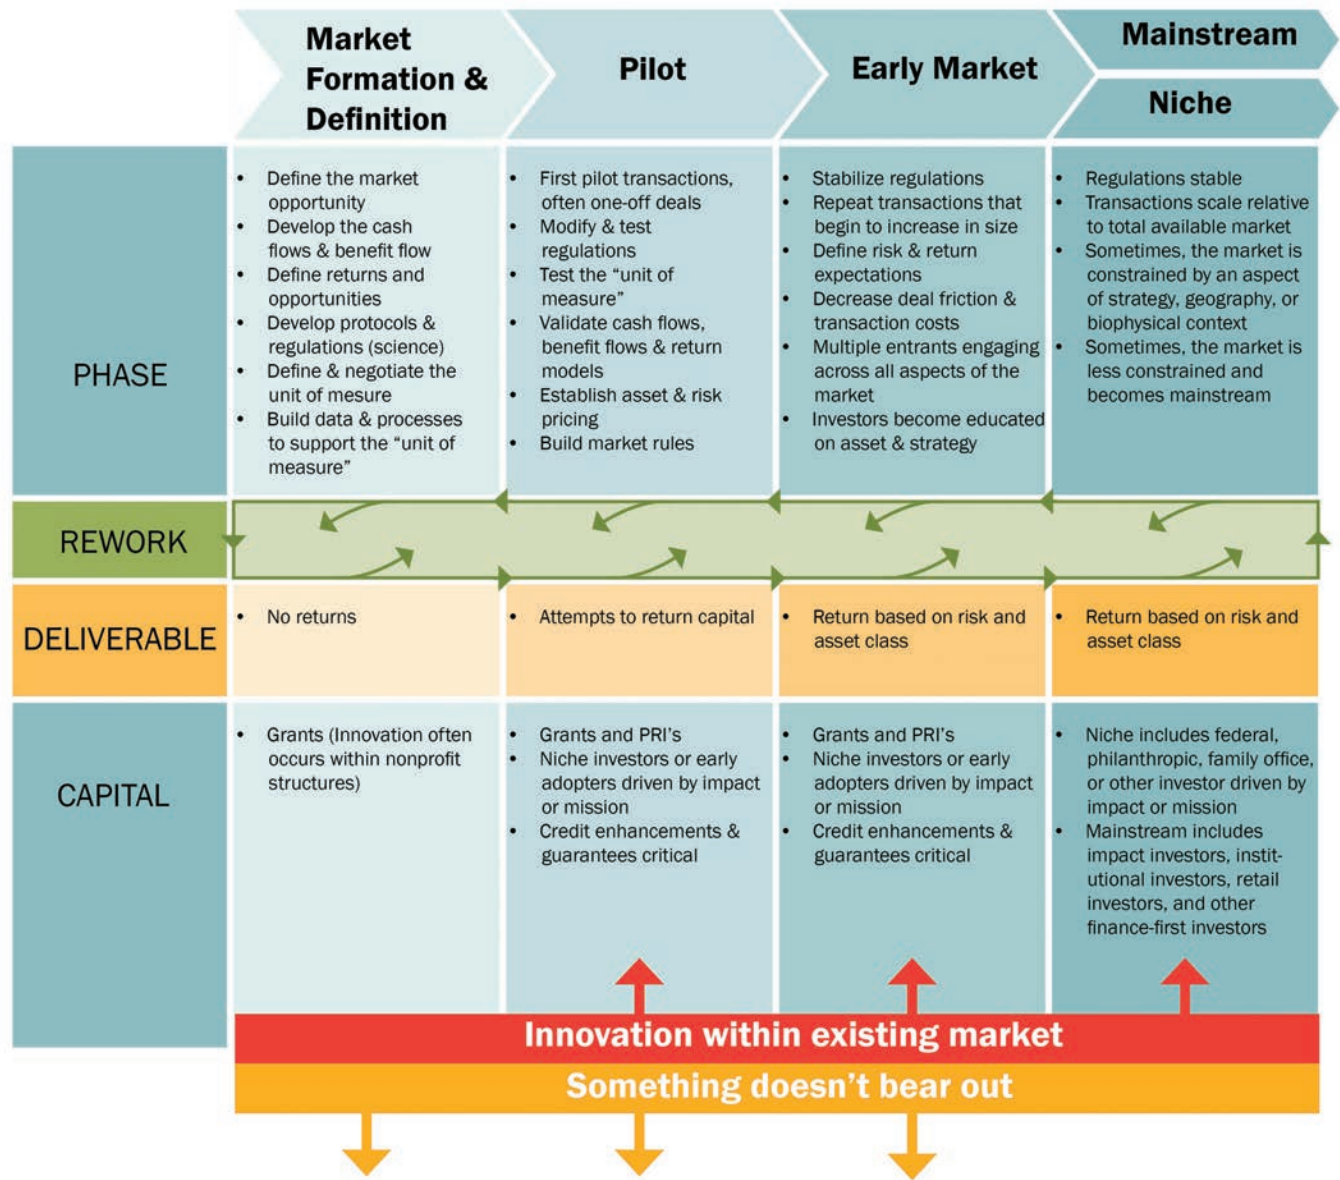 Market
Formation &
Definition
Pilot
Early Market
Mainstream
Niche
PHASE
• Define the market
opportunity
• Develop the cash
flows & benefit flow
• Define returns and
opportunities
• Develop protocols &
regulations (science)
• Define & negotiate the
unit of mesure
• Build data & processes
to support the “unit of
measure”
• First pilot transactions,
often one-off deals
• Modify & test
regulations
• Test the “unit of
measure”
• Validate cash flows,
benefit flows & return
models
• Establish asset & risk
pricing
• Build market rules
• Stabilize regulations
• Repeat transactions that
begin to increase in size
• Define risk & return
expectations
• Decrease deal friction &
transaction costs
• Multiple entrants engaging
across all aspects of the
market
• Investors become educated
on asset & strategy
• Regulations stable
• Transactions scale relative
to total available market
• Sometimes, the market is
constrained by an aspect
of strategy, geography, or
biophysical context
• Sometimes, the market is
less constrained and
becomes mainstream
REWORK
DELIVERABLE
• No returns
• Attempts to return capital
• Return based on risk and
asset class
• Return based on risk and
asset class
CAPITAL
• Grants (Innovation often
occurs within nonprofit
structures)
• Grants and PRI's
• Niche investors or early
adopters driven by impact
or mission
• Credit enhancements &
guarantees critical
• Grants and PRI's
• Niche investors or early
adopters driven by impact
or mission
• Credit enhancements &
guarantees critical
• Niche includes federal,
philanthropic, family office,
or other investor driven by
impact or mission
• Mainstream includes
impact investors, instit-
utional investors, retail
investors, and other
finance-first investors
Innovation within existing market
Something doesn't bear out